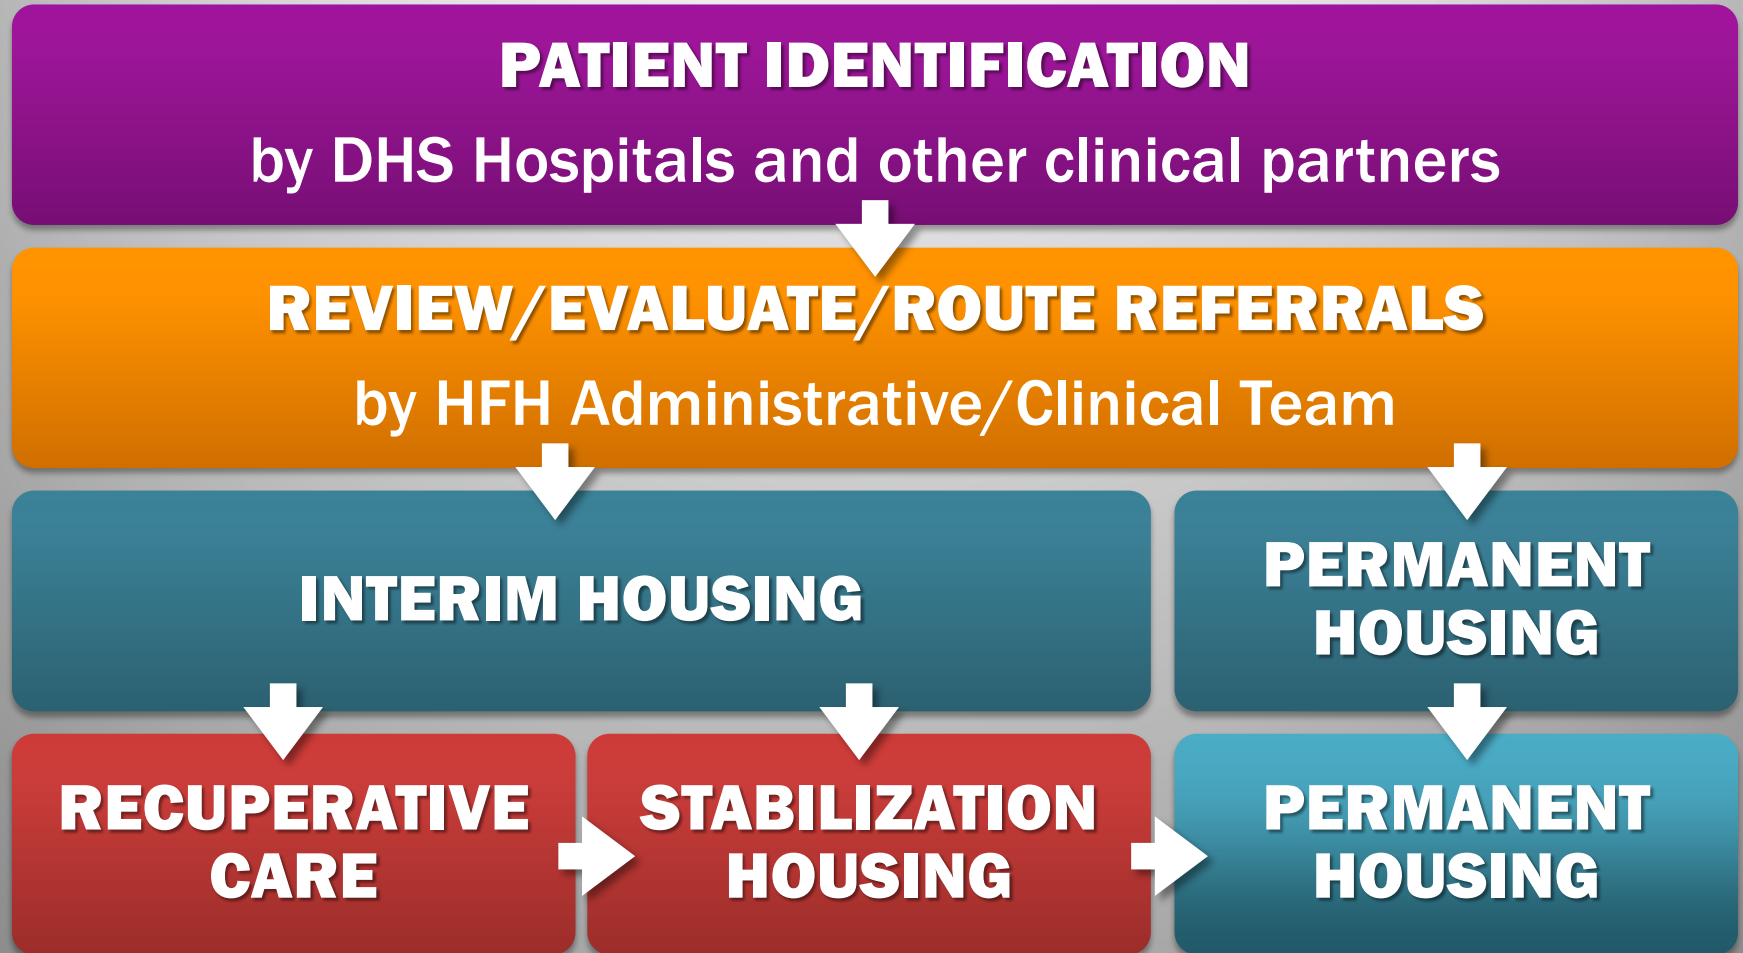 PATIENT IDENTIFICATION
by DHS Hospitals and other clinical partners
REVIEW/EVALUATE/ROUTE REFERRALS
by HFH Administrative/Clinical Team
INTERIM HOUSING
PERMANENT
HOUSING
RECUPERATIVE
CARE
STABILIZATION
HOUSING
PERMANENT
HOUSING